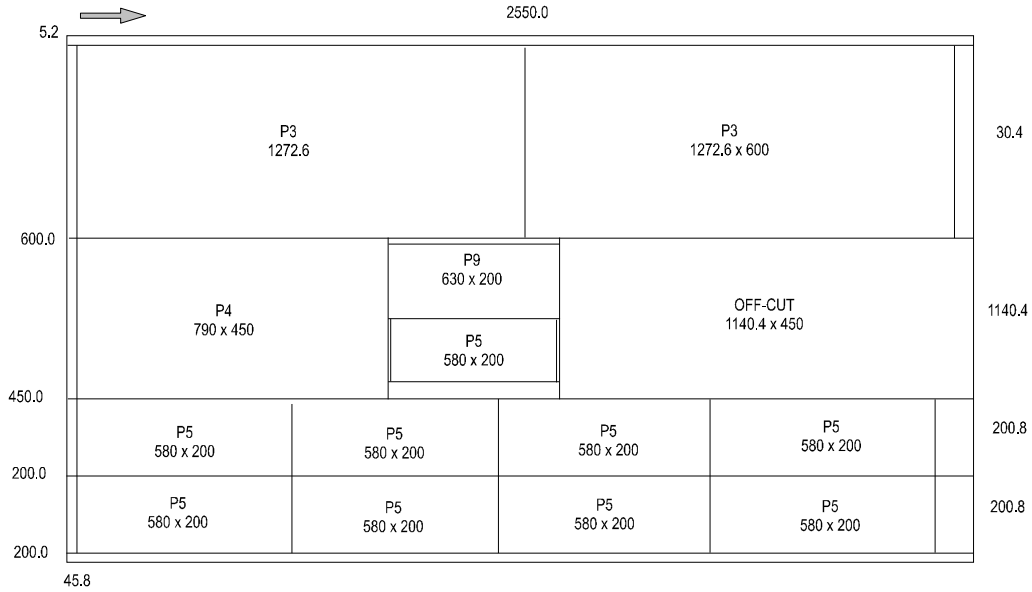 2550.0
5.2
P3
1272.6
P3
1272.6 x 600
30.4
600.0
P9
630 x 200
P4
790 x 450
OFF-CUT
1140.4 x 450
1140.4
P5
580 x 200
450.0
P5
580 x 200
P5
580 x 200
P5
580 x 200
P5
580 x 200
200.8
200.0
P5
580 x 200
P5
580 x 200
P5
580 x 200
P5
580 x 200
200.8
200.0
45.8